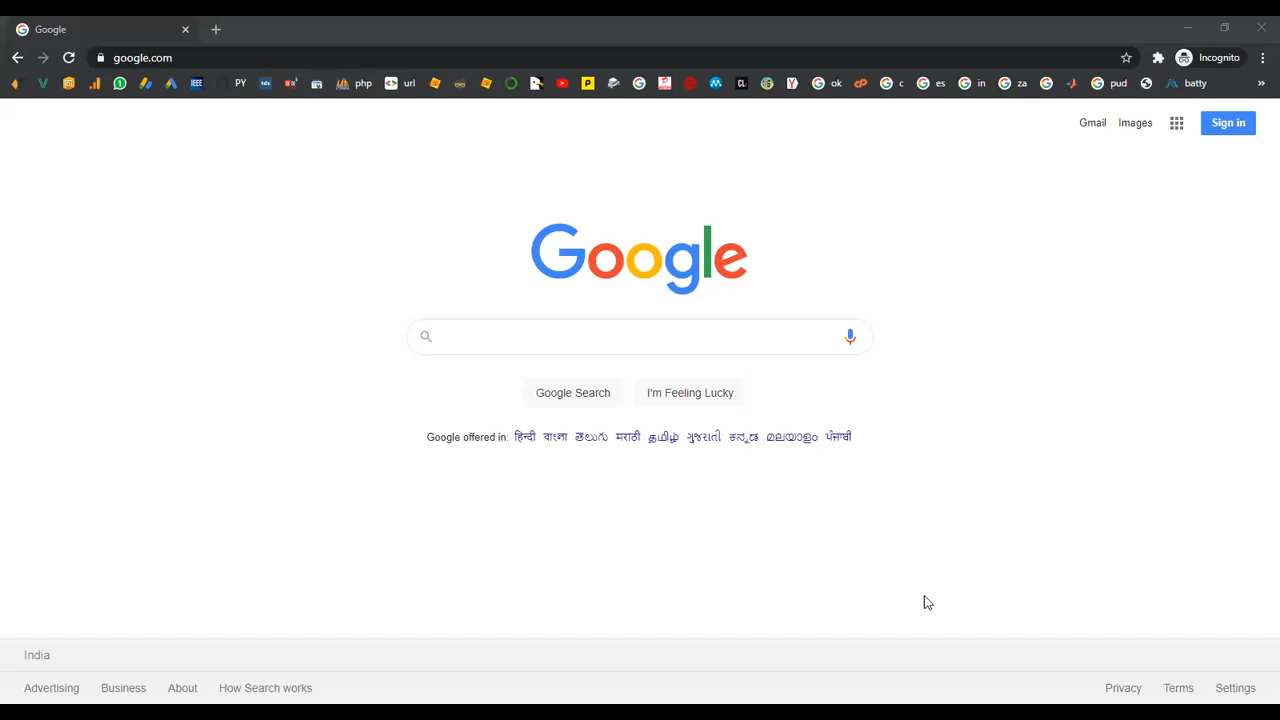 Google
google.com
Incognito
PY
php
url
ok
c
es
in
za
pud
batty
Gmail Images Sign in
Google
Google Search I'm Feeling Lucky
Google offered in: हिन्दी বাংলা తెలుగు मराठी தமிழ் ગુજરાતી ಕನ್ನಡ മലയാളം ਪੰਜਾਬੀ
India
Advertising Business About How Search works Privacy Terms Settings